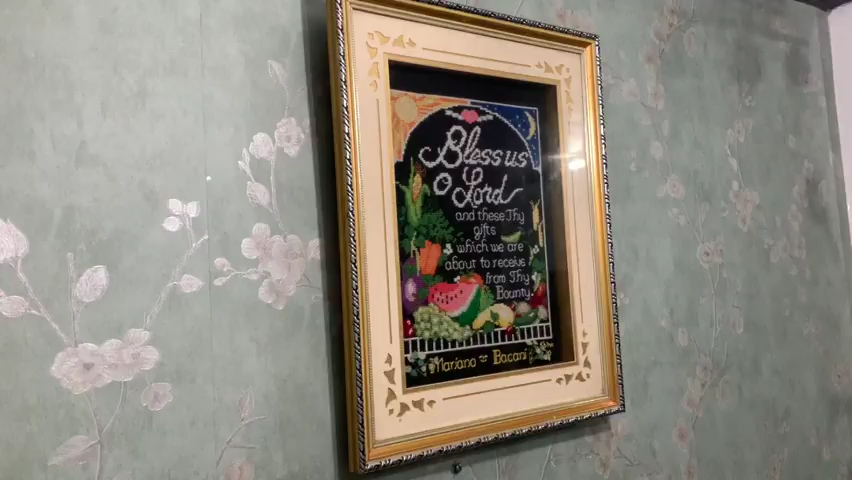 Bless us
O Lord
and these Thy
gifts
which we are
about to receive
from Thy
Bounty.
Mariano Bacani